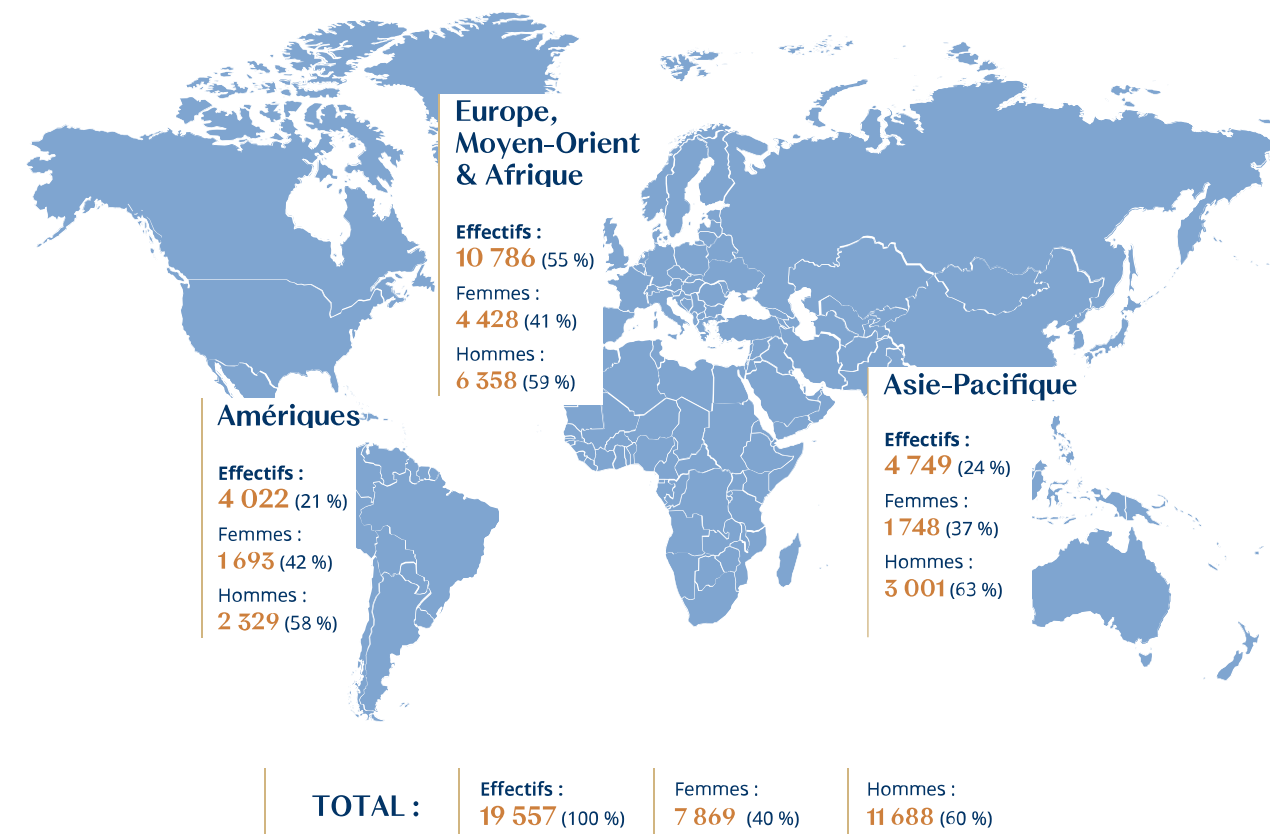 Europe,
Moyen-Orient
& Afrique
Effectifs :
10 786 (55 %)
Femmes :
4 428 (41 %)
Hommes :
6 358 (59 %)
Amériques
Effectifs :
4 022 (21 %)
Femmes :
1 693 (42 %)
Hommes :
2 329 (58 %)
Asie-Pacifique
Effectifs :
4 749 (24 %)
Femmes :
1 748 (37 %)
Hommes :
3 001 (63 %)
TOTAL :
Effectifs :
19 557 (100 %)
Femmes :
7 869 (40 %)
Hommes :
11 688 (60 %)